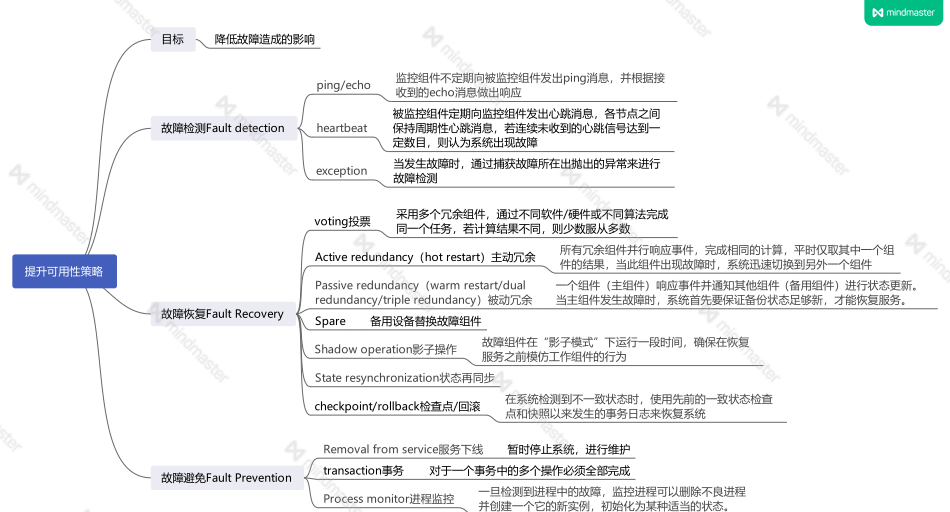 mindmaster
目标
降低故障造成的影响
ping/echo
监控组件不定期向被监控组件发出ping消息，并根据接
收到的echo消息做出响应
故障检测Fault detection
heartbeat
被监控组件定期向监控组件发出心跳消息，各节点之间
保持周期性心跳消息，若连续未收到的心跳信号达到一
定数目，则认为系统出现故障
exception
当发生故障时，通过捕获故障所在出抛出的异常来进行
故障检测
提升可用性策略
voting投票
采用多个冗余组件，通过不同软件/硬件或不同算法完成
同一个任务，若计算结果不同，则少数服从多数
Active redundancy（hot restart）主动冗余
所有冗余组件并行响应事件，完成相同的计算，平时仅取其中一个组
件的结果，当此组件出现故障时，系统迅速切换到另外一个组件
Passive redundancy（warm restart/dual
redundancy/triple redundancy）被动冗余
一个组件（主组件）响应事件并通知其他组件（备用组件）进行状态更新。
当主组件发生故障时，系统首先要保证备份状态足够新，才能恢复服务。
故障恢复Fault Recovery
Spare
备用设备替换故障组件
Shadow operation影子操作
故障组件在“影子模式”下运行一段时间，确保在恢复
服务之前模仿工作组件的行为
State resynchronization状态再同步
checkpoint/rollback检查点/回滚
在系统检测到不一致状态时，使用先前的一致状态检查
点和快照以来发生的事务日志来恢复系统
故障避免Fault Prevention
Removal from service服务下线
暂时停止系统，进行维护
transaction事务
对于一个事务中的多个操作必须全部完成
Process monitor进程监控
一旦检测到进程中的故障，监控进程可以删除不良进程
并创建一个它的新实例，初始化为某种适当的状态。